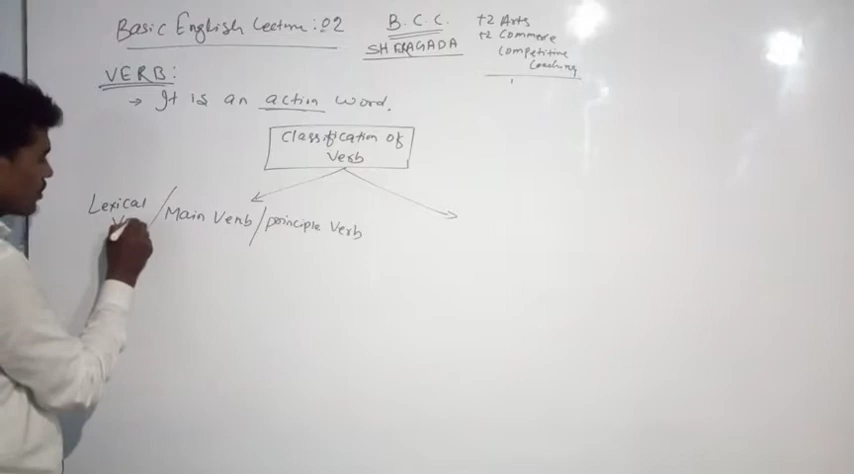 Basic English Lecture: 02
B.C.C.
SHERAGADA
+2 Arts
+2 Commerce
Competitive
Coaching
VERB:
→ It is an action word.
Classification of
Verb
Lexical / Main Verb / principle Verb